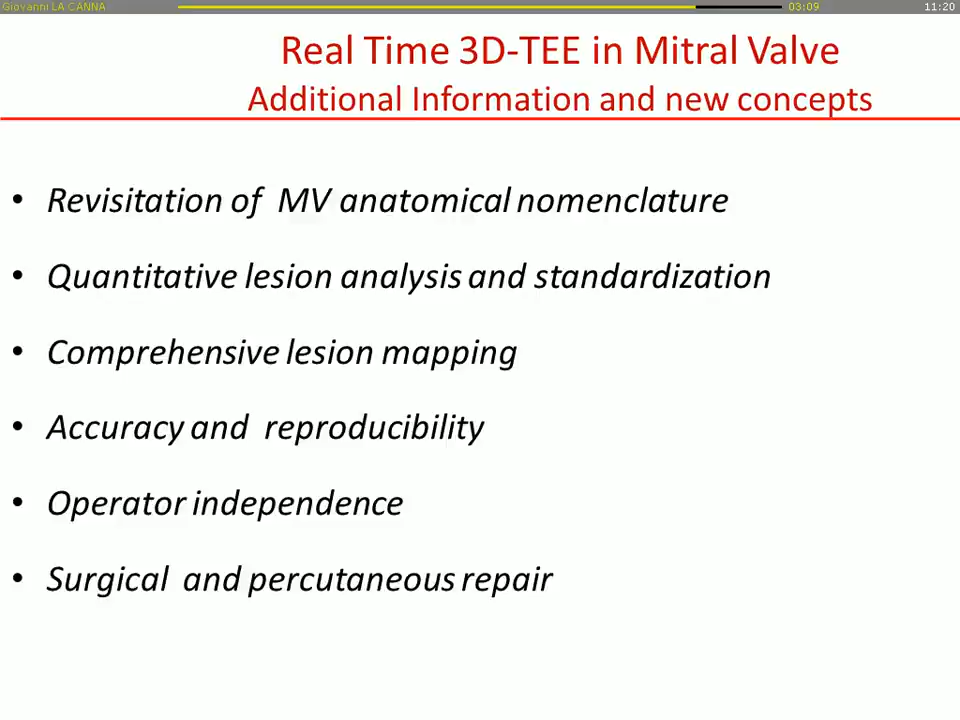 Giovanni LA CANNA 03:09 11:20
Real Time 3D-TEE in Mitral Valve
Additional Information and new concepts
• Revisitation of MV anatomical nomenclature
• Quantitative lesion analysis and standardization
• Comprehensive lesion mapping
• Accuracy and reproducibility
• Operator independence
• Surgical and percutaneous repair